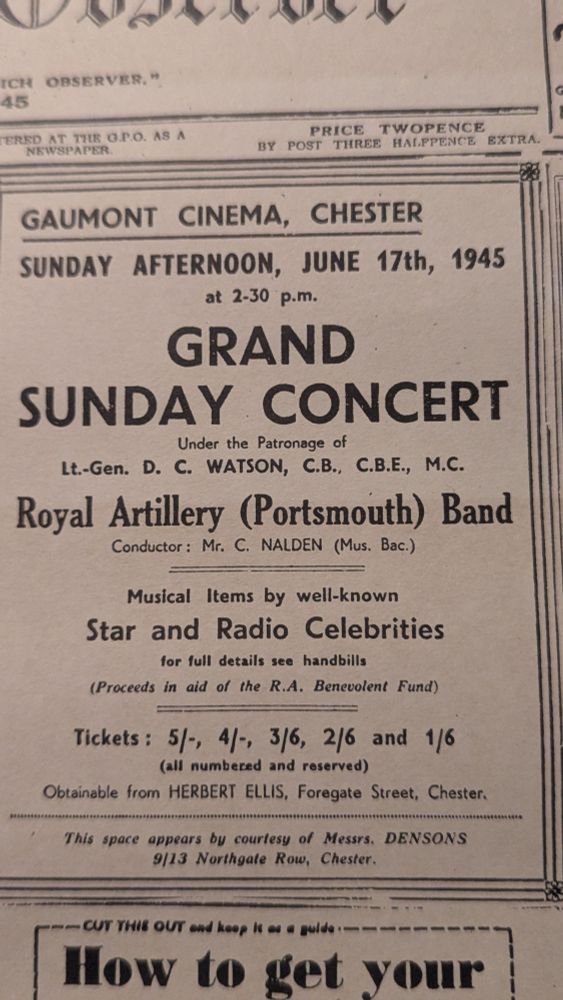 Observer
ICH OBSERVER."
45
ERED AT THE G.P.O. AS A
NEWSPAPER.
PRICE TWOPENCE
BY POST THREE HALFPENCE EXTRA.
GAUMONT CINEMA, CHESTER
SUNDAY AFTERNOON, JUNE 17th, 1945
at 2-30 p.m.
GRAND
SUNDAY CONCERT
Under the Patronage of
Lt.-Gen. D. C. WATSON, C.B., C.B.E., M.C.
Royal Artillery (Portsmouth) Band
Conductor: Mr. C. NALDEN (Mus. Bac.)
Musical Items by well-known
Star and Radio Celebrities
for full details see handbills
(Proceeds in aid of the R.A. Benevolent Fund)
Tickets: 5/-, 4/-, 3/6, 2/6 and 1/6
(all numbered and reserved)
Obtainable from HERBERT ELLIS, Foregate Street, Chester.
This space appears by courtesy of Messrs. DENSONS
9/13 Northgate Row, Chester.
CUT THIS OUT and keep it as a guide
How to get your